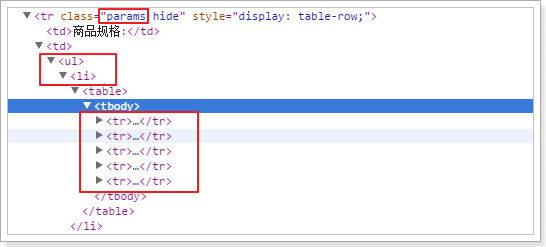 ▼<tr class="params hide" style="display: table-row;">
<td>商品规格:</td>
▼<td>
▼<ul>
▼<li>
▼<table>
▼<tbody>
▶<tr>…</tr>
▶<tr>…</tr>
▶<tr>…</tr>
▶<tr>…</tr>
▶<tr>…</tr>
</tbody>
</table>
</li>